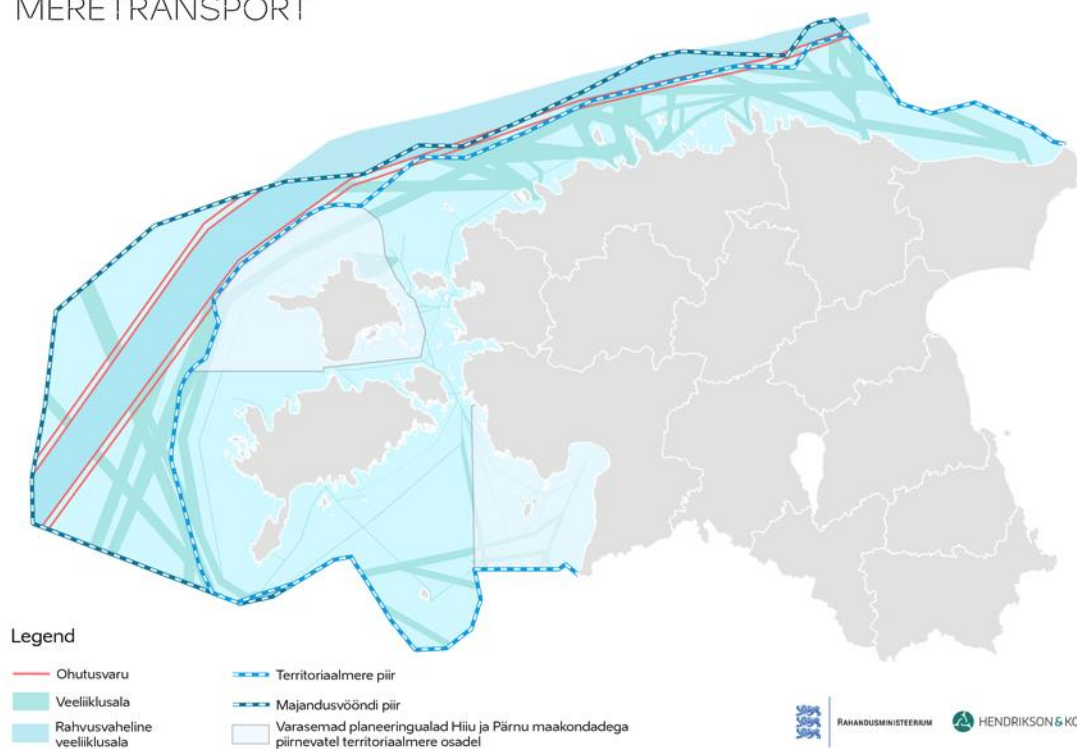 MERETRANSPORT
Legend
Ohutusvaru
Veeliiklusala
Rahvusvaheline
veeliiklusala
Territoriaalmere piir
Majandusvööndi piir
Varasemad planeeringualad Hiiu ja Pärnu maakondadega
piirnevatel territoriaalmere osadel
RAHANDUSMINISTEERIUM
HENDRIKSON & KO